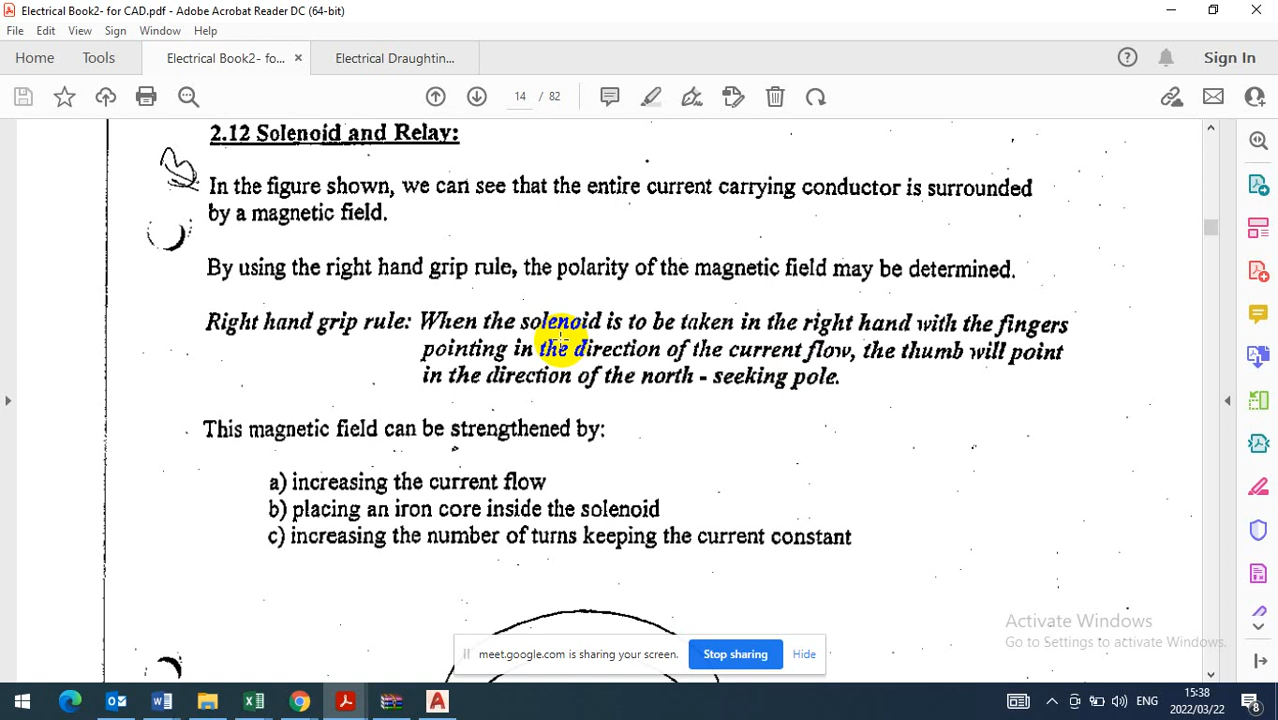 Electrical Book2- for CAD.pdf - Adobe Acrobat Reader DC (64-bit)
File Edit View Sign Window Help
Home Tools Electrical Book2- fo... × Electrical Draughtin... Sign In
14 / 82
2.12 Solenoid and Relay:
In the figure shown, we can see that the entire current carrying conductor is surrounded
by a magnetic field.
By using the right hand grip rule, the polarity of the magnetic field may be determined.
Right hand grip rule: When the solenoid is to be taken in the right hand with the fingers
pointing in the direction of the current flow, the thumb will point
in the direction of the north - seeking pole.
This magnetic field can be strengthened by:
a) increasing the current flow
b) placing an iron core inside the solenoid
c) increasing the number of turns keeping the current constant
Activate Windows
Go to Settings to activate Windows.
meet.google.com is sharing your screen. Stop sharing Hide
ENG
15:38
2022/03/22
8